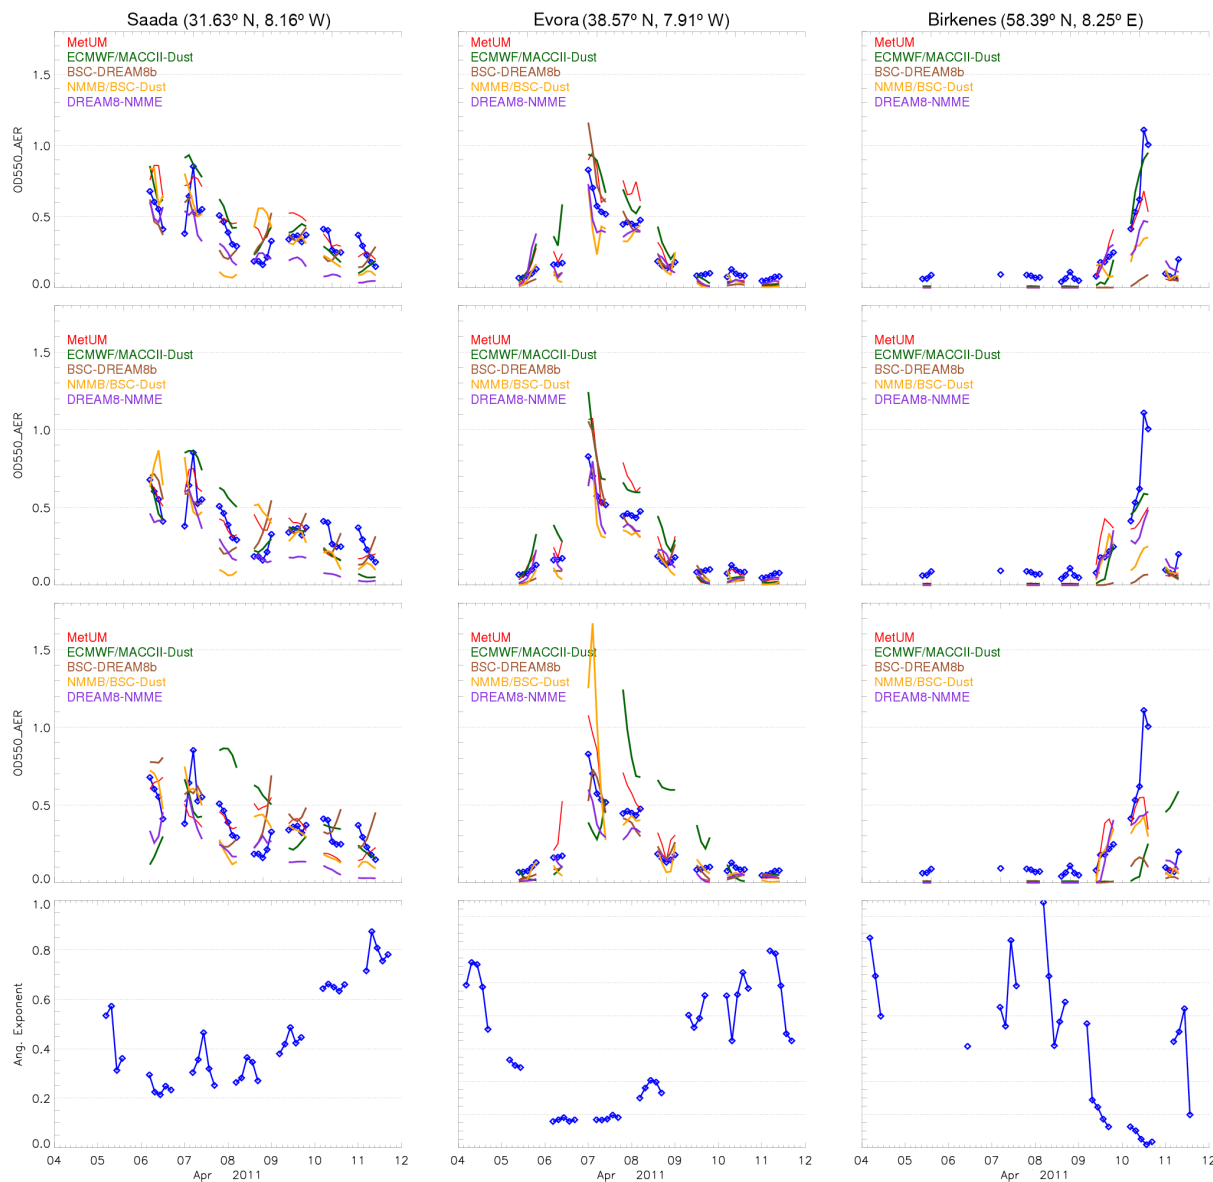 Saada (31.63º N, 8.16º W)
Evora (38.57º N, 7.91º W)
Birkenes (58.39º N, 8.25º E)
OD550_AER
1.5
1.0
0.5
0.0
MetUM
ECMWF/MACCII-Dust
BSC-DREAM8b
NMMB/BSC-Dust
DREAM8-NMME
MetUM
ECMWF/MACCII-Dust
BSC-DREAM8b
NMMB/BSC-Dust
DREAM8-NMME
MetUM
ECMWF/MACCII-Dust
BSC-DREAM8b
NMMB/BSC-Dust
DREAM8-NMME
OD550_AER
1.5
1.0
0.5
0.0
MetUM
ECMWF/MACCII-Dust
BSC-DREAM8b
NMMB/BSC-Dust
DREAM8-NMME
MetUM
ECMWF/MACCII-Dust
BSC-DREAM8b
NMMB/BSC-Dust
DREAM8-NMME
MetUM
ECMWF/MACCII-Dust
BSC-DREAM8b
NMMB/BSC-Dust
DREAM8-NMME
OD550_AER
1.5
1.0
0.5
0.0
MetUM
ECMWF/MACCII-Dust
BSC-DREAM8b
NMMB/BSC-Dust
DREAM8-NMME
MetUM
ECMWF/MACCII-Dust
BSC-DREAM8b
NMMB/BSC-Dust
DREAM8-NMME
MetUM
ECMWF/MACCII-Dust
BSC-DREAM8b
NMMB/BSC-Dust
DREAM8-NMME
Ang. Exponent
1.0
0.8
0.6
0.4
0.2
0.0
04 05 06 07 08 09 10 11 12
Apr 2011
04 05 06 07 08 09 10 11 12
Apr 2011
04 05 06 07 08 09 10 11 12
Apr 2011